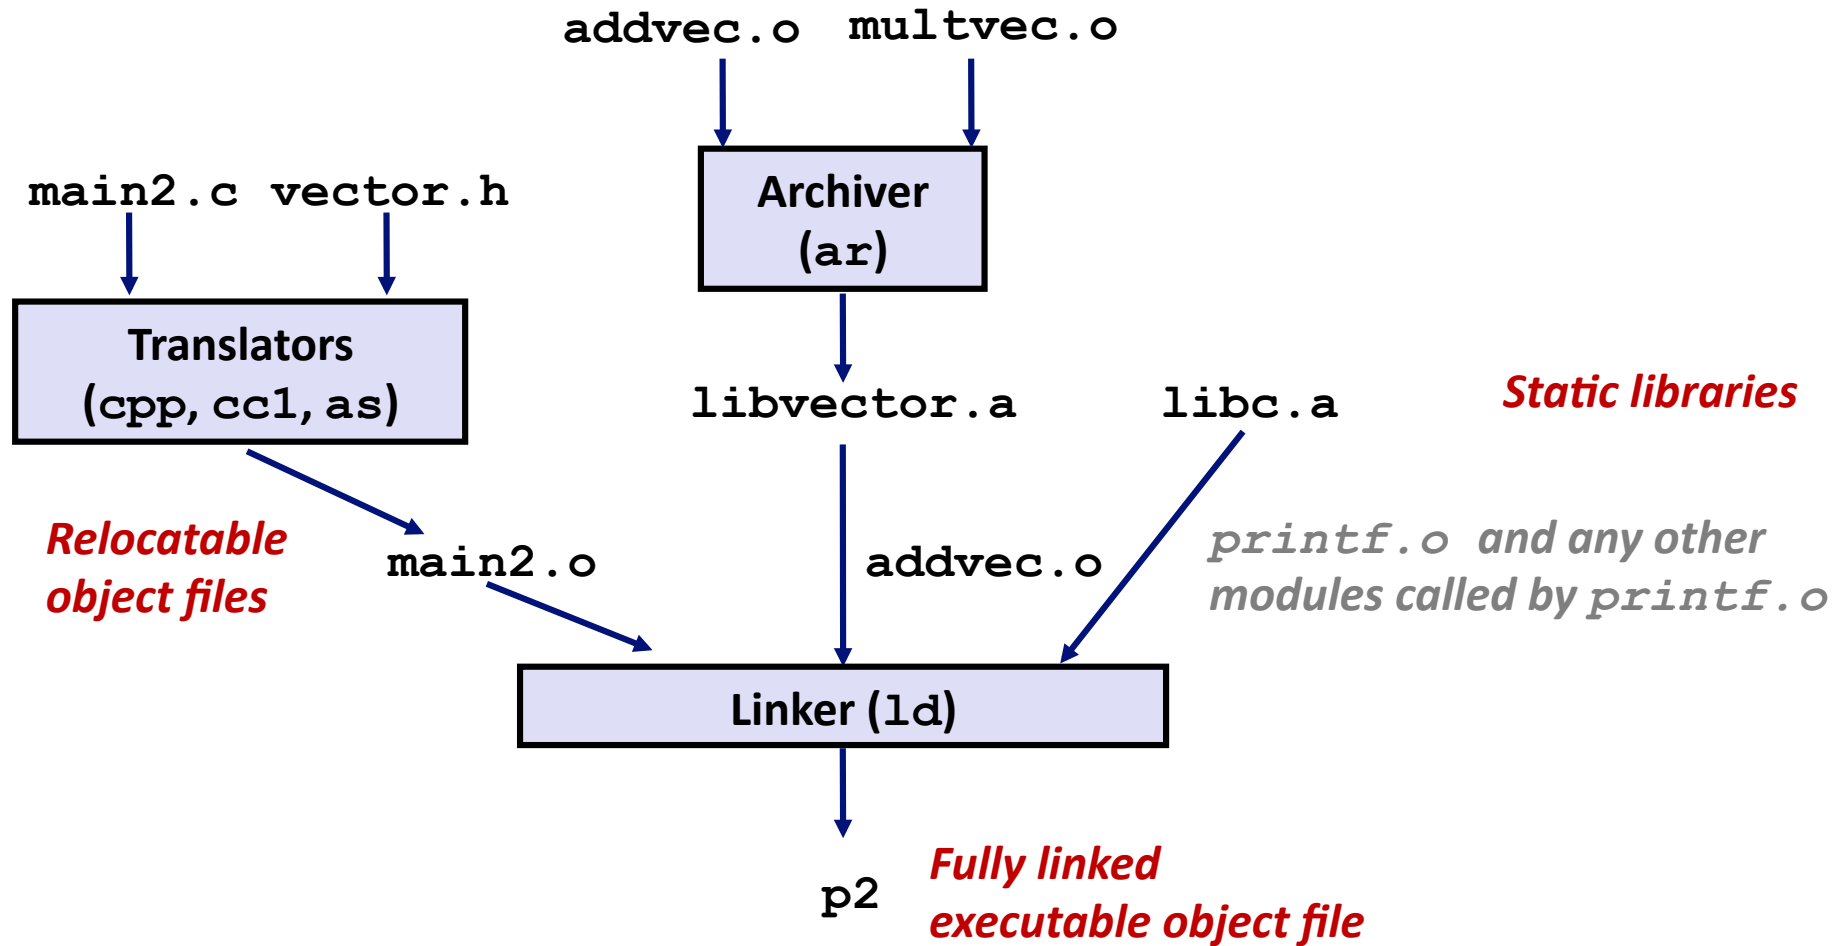 addvec.o multvec.o
main2.c vector.h
Archiver
(ar)
Translators
(cpp, cc1, as)
libvector.a
libc.a
Static libraries
Relocatable
object files
main2.o
addvec.o
printf.o and any other
modules called by printf.o
Linker (ld)
p2
Fully linked
executable object file